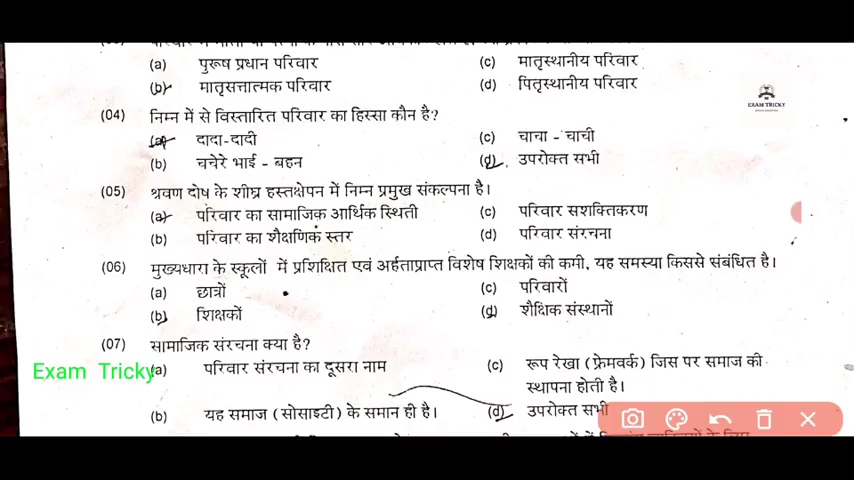 (a) पुरूष प्रधान परिवार (c) मातृस्थानीय परिवार
(b) मातृसत्तात्मक परिवार (d) पितृस्थानीय परिवार
EXAM TRICKY
(04) निम्न में से विस्तारित परिवार का हिस्सा कौन है?
(a) दादा-दादी (c) चाचा - चाची
(b) चचेरे भाई - बहन (d) उपरोक्त सभी
(05) श्रवण दोष के शीघ्र हस्तक्षेपन में निम्न प्रमुख संकल्पना है।
(a) परिवार का सामाजिक आर्थिक स्थिती (c) परिवार सशक्तिकरण
(b) परिवार का शैक्षणिक स्तर (d) परिवार संरचना
(06) मुख्यधारा के स्कूलों में प्रशिक्षित एवं अर्हताप्राप्त विशेष शिक्षकों की कमी, यह समस्या किससे संबंधित है।
(a) छात्रों (c) परिवारों
(b) शिक्षकों (d) शैक्षिक संस्थानों
(07) सामाजिक संरचना क्या है?
Exam Tricky
(a) परिवार संरचना का दूसरा नाम (c) रूप रेखा (फ्रेमवर्क) जिस पर समाज की
स्थापना होती है।
(b) यह समाज (सोसाइटी) के समान ही है। (d) उपरोक्त सभी